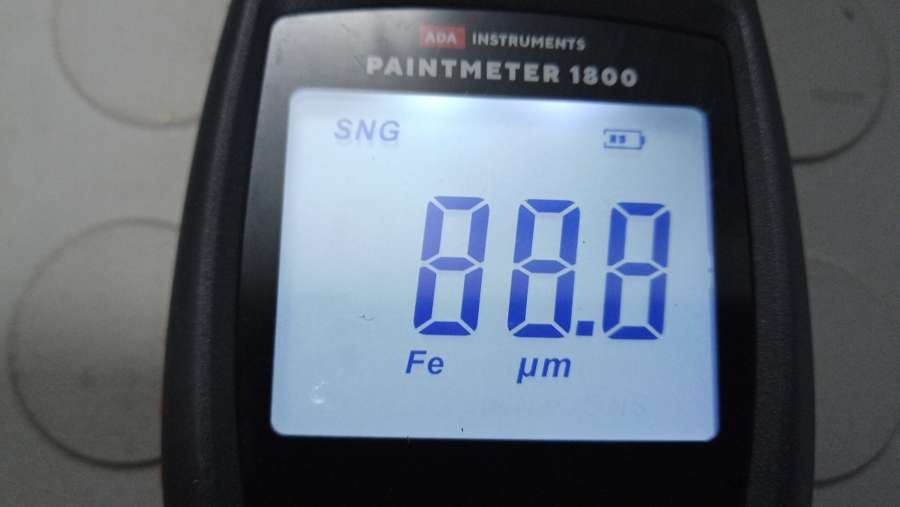 ADA INSTRUMENTS
PAINTMETER 1800
SNG
88.8
Fe µm